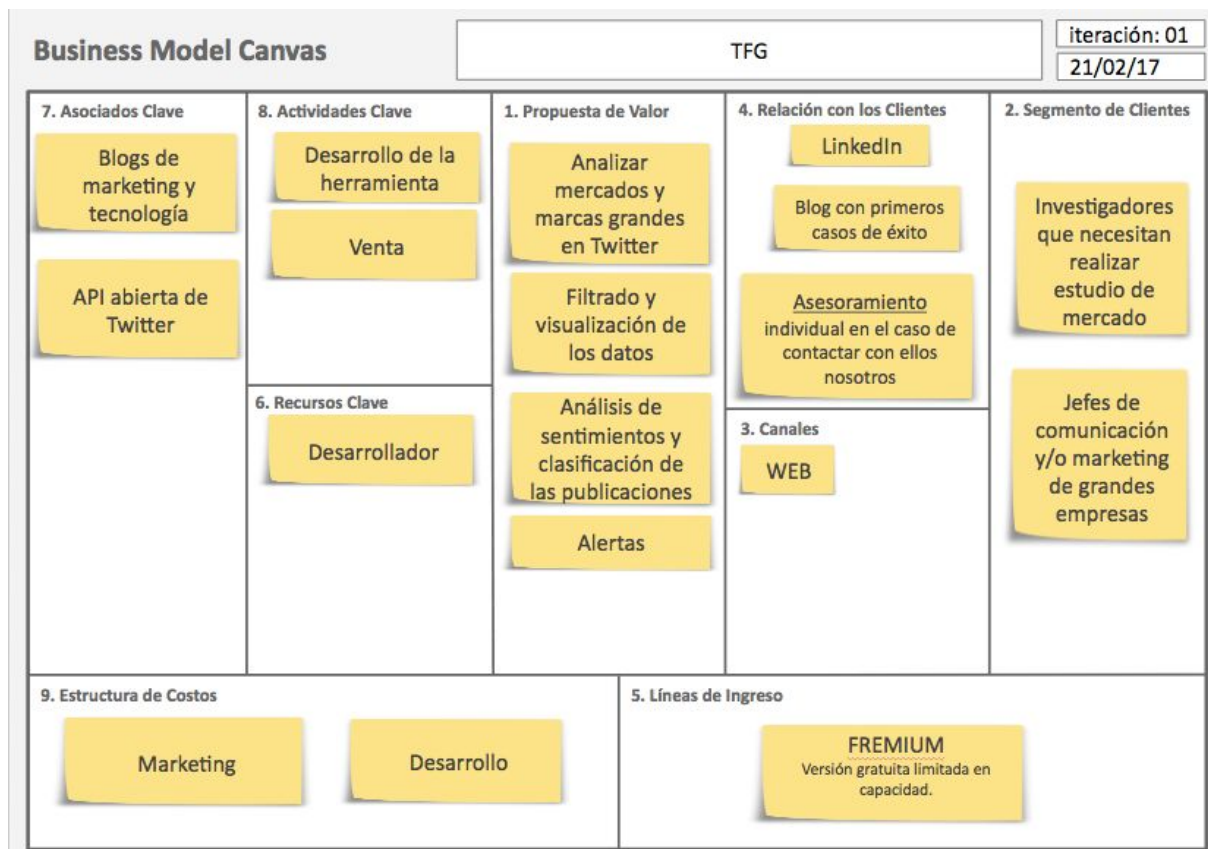 Business Model Canvas
TFG
iteración: 01
21/02/17
7. Asociados Clave
Blogs de
marketing y
tecnología
API abierta de
Twitter
8. Actividades Clave
Desarrollo de la
herramienta
Venta
6. Recursos Clave
Desarrollador
1. Propuesta de Valor
Analizar
mercados y
marcas grandes
en Twitter
Filtrado y
visualización de
los datos
Análisis de
sentimientos y
clasificación de
las publicaciones
Alertas
4. Relación con los Clientes
LinkedIn
Blog con primeros
casos de éxito
Asesoramiento
individual en el caso de
contactar con ellos
nosotros
3. Canales
WEB
2. Segmento de Clientes
Investigadores
que necesitan
realizar
estudio de
mercado
Jefes de
comunicación
y/o marketing
de grandes
empresas
9. Estructura de Costos
Marketing
Desarrollo
5. Líneas de Ingreso
FREMIUM
Versión gratuita limitada en
capacidad.